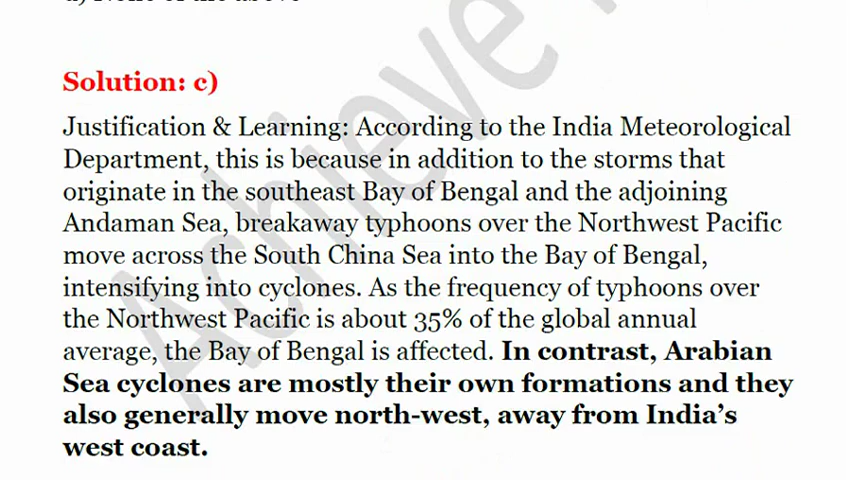 d) None of the above
Achieve
Solution: c)
Justification & Learning: According to the India Meteorological
Department, this is because in addition to the storms that
originate in the southeast Bay of Bengal and the adjoining
Andaman Sea, breakaway typhoons over the Northwest Pacific
move across the South China Sea into the Bay of Bengal,
intensifying into cyclones. As the frequency of typhoons over
the Northwest Pacific is about 35% of the global annual
average, the Bay of Bengal is affected. In contrast, Arabian
Sea cyclones are mostly their own formations and they
also generally move north-west, away from India’s
west coast.